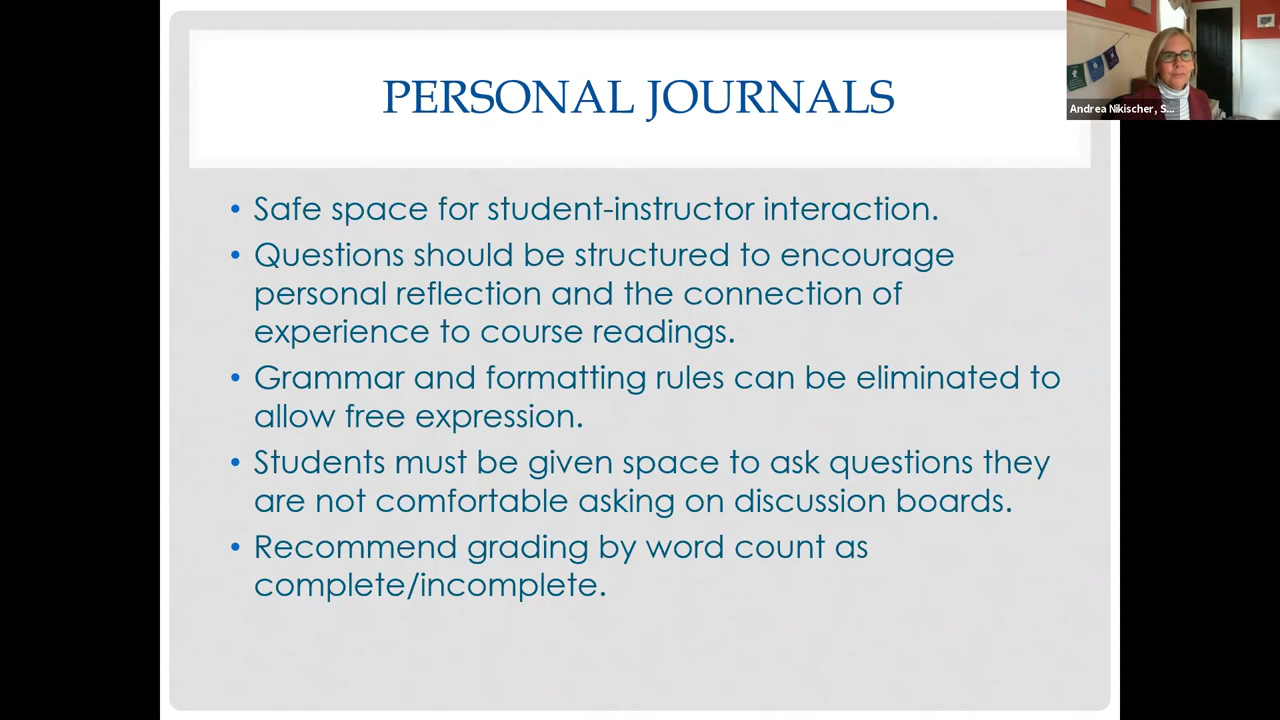 PERSONAL JOURNALS
Andrea Nikischer, S...
• Safe space for student-instructor interaction.
• Questions should be structured to encourage
personal reflection and the connection of
experience to course readings.
• Grammar and formatting rules can be eliminated to
allow free expression.
• Students must be given space to ask questions they
are not comfortable asking on discussion boards.
• Recommend grading by word count as
complete/incomplete.